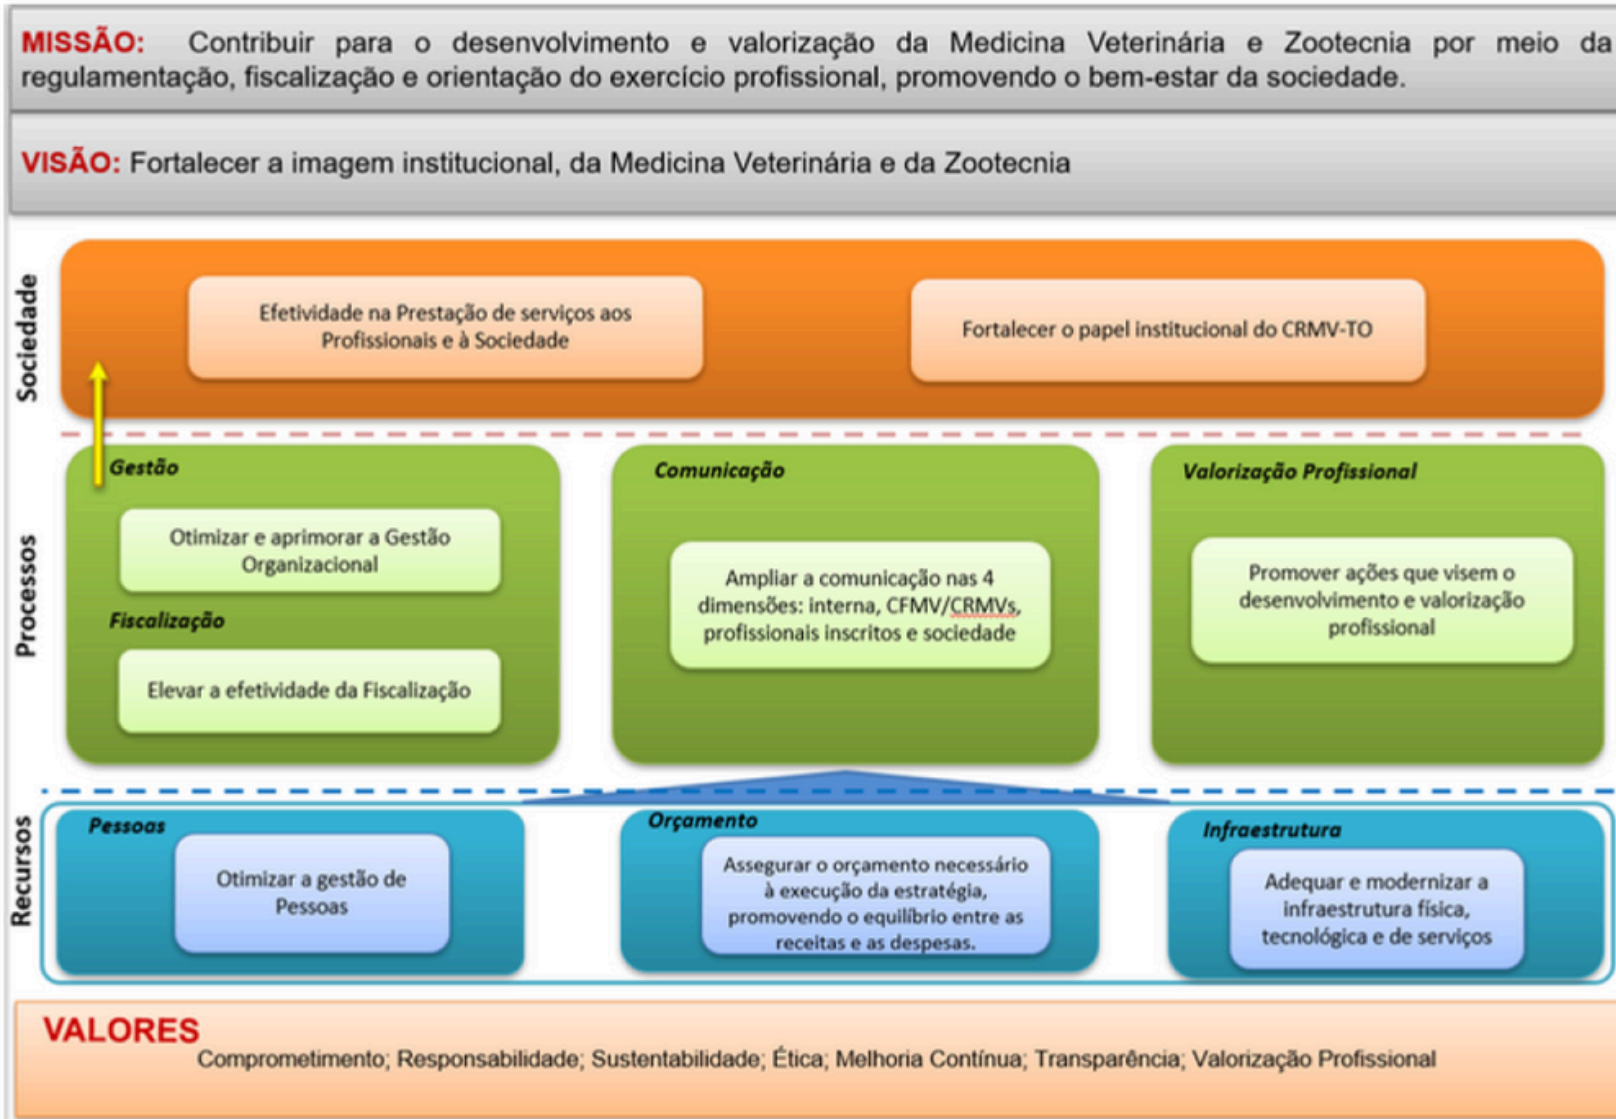 MISSÃO: Contribuir para o desenvolvimento e valorização da Medicina Veterinária e Zootecnia por meio da
regulamentação, fiscalização e orientação do exercício profissional, promovendo o bem-estar da sociedade.
VISÃO: Fortalecer a imagem institucional, da Medicina Veterinária e da Zootecnia
Sociedade
Efetividade na Prestação de serviços aos
Profissionais e à Sociedade
Fortalecer o papel institucional do CRMV-TO
Processos
Gestão
Otimizar e aprimorar a Gestão
Organizacional
Fiscalização
Elevar a efetividade da Fiscalização
Comunicação
Ampliar a comunicação nas 4
dimensões: interna, CFMV/CRMVs,
profissionais inscritos e sociedade
Valorização Profissional
Promover ações que visem o
desenvolvimento e valorização
profissional
Recursos
Pessoas
Otimizar a gestão de
Pessoas
Orçamento
Assegurar o orçamento necessário
à execução da estratégia,
promovendo o equilíbrio entre as
receitas e as despesas.
Infraestrutura
Adequar e modernizar a
infraestrutura física,
tecnológica e de serviços
VALORES
Comprometimento; Responsabilidade; Sustentabilidade; Ética; Melhoria Contínua; Transparência; Valorização Profissional